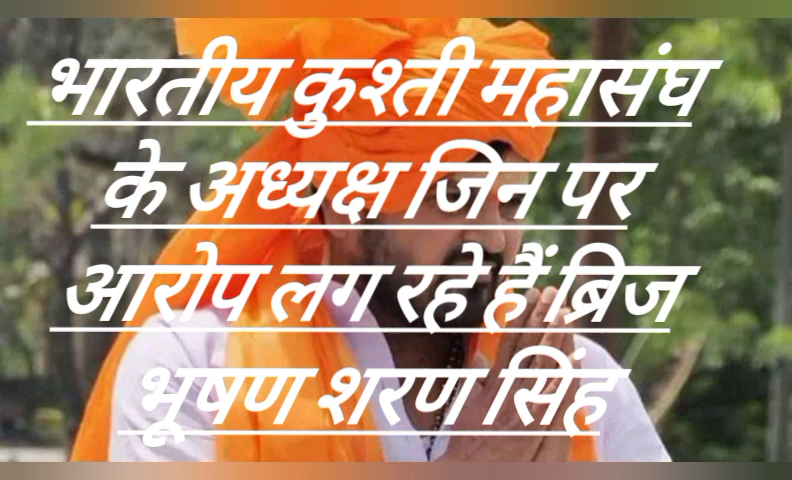 भारतीय कुश्ती महासंघ
के अध्यक्ष जिन पर
आरोप लग रहे हैं ब्रिज
भूषण शरण सिंह